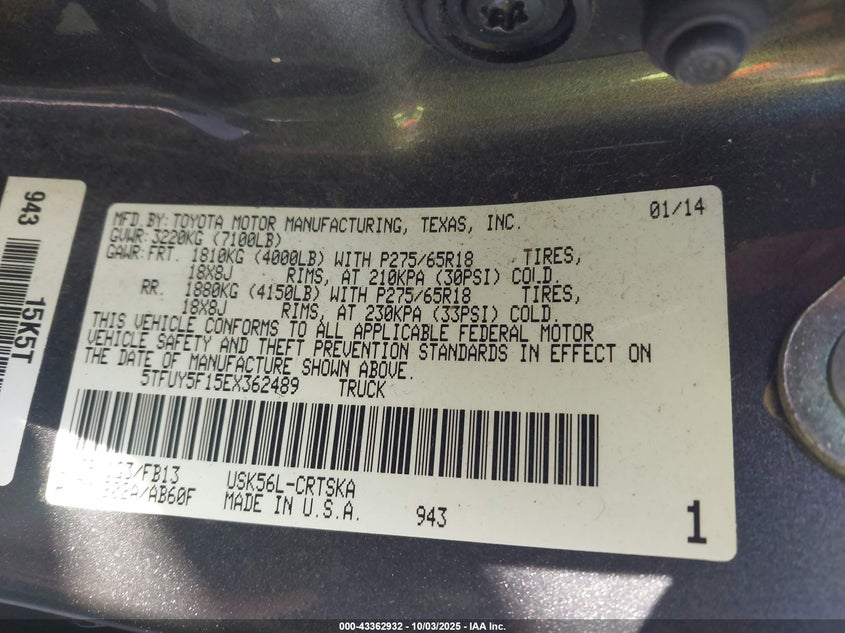 943
15K5T
MFD.BY:TOYOTA MOTOR MANUFACTURING, TEXAS, INC. 01/14
GVWR:3220KG (7100LB)
GAWR:FRT. 1810KG (4000LB) WITH P275/65R18 TIRES,
18X8J RIMS, AT 210KPA (30PSI) COLD.
RR. 1880KG (4150LB) WITH P275/65R18 TIRES,
18X8J RIMS, AT 230KPA (33PSI) COLD.
THIS VEHICLE CONFORMS TO ALL APPLICABLE FEDERAL MOTOR
VEHICLE SAFETY AND THEFT PREVENTION STANDARDS IN EFFECT ON
THE DATE OF MANUFACTURE SHOWN ABOVE.
5TFUY5F15EX362489 TRUCK
/FB13 USK56L-CRTSKA
/AB60F MADE IN U.S.A. 943 1
000-43362932 - 10/03/2025 - IAA Inc.